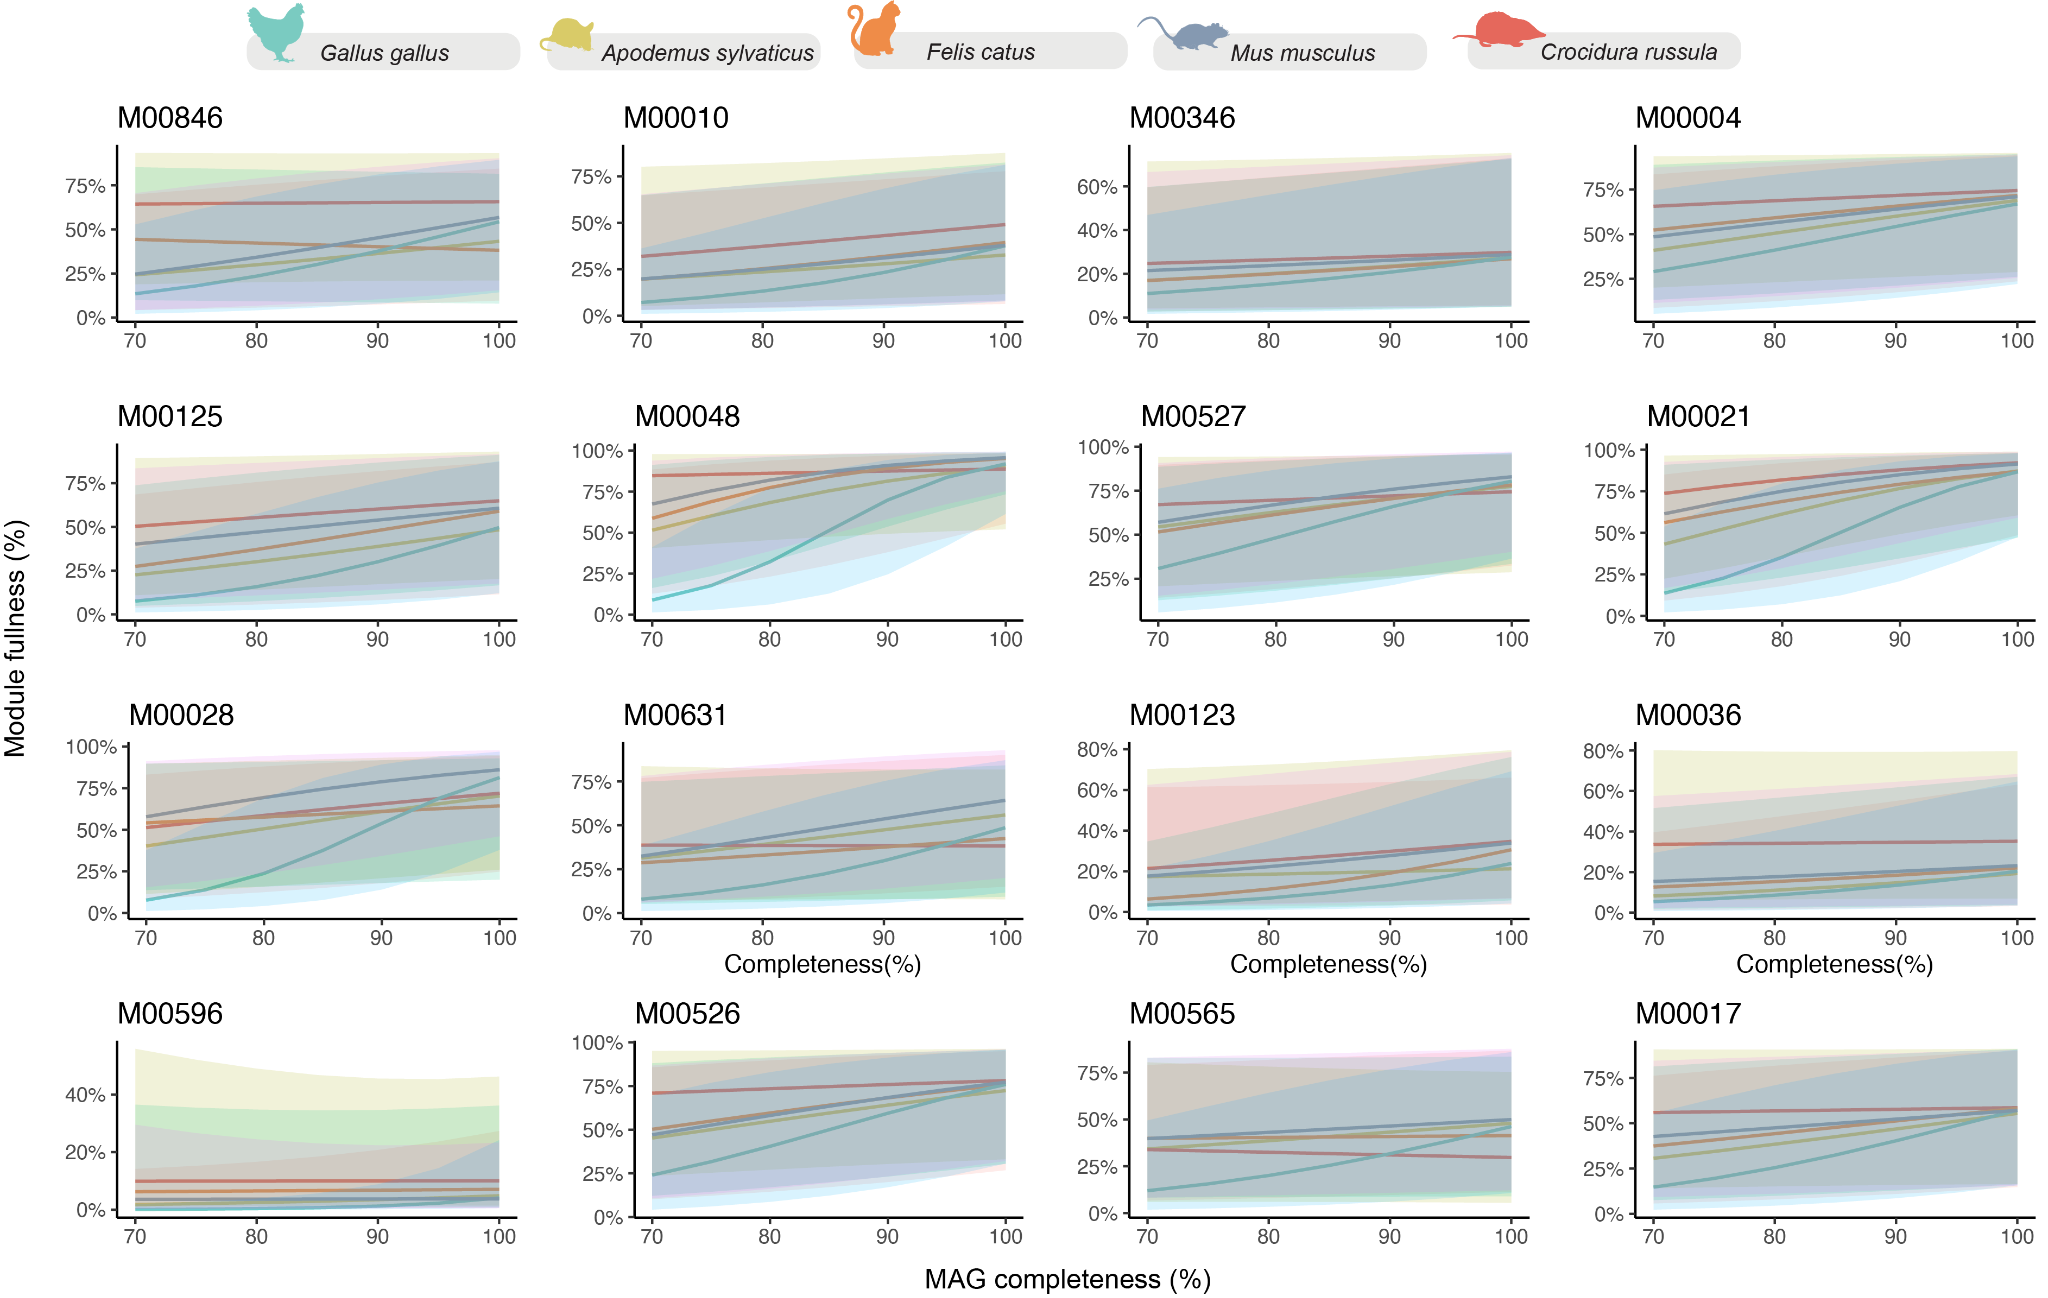 Gallus gallus Apodemus sylvaticus Felis catus Mus musculus Crocidura russula
M00846 M00010 M00346 M00004
75% 50% 25% 0%
75% 50% 25% 0%
60% 40% 20% 0%
75% 50% 25%
70 80 90 100 70 80 90 100 70 80 90 100 70 80 90 100
M00125 M00048 M00527 M00021
75% 50% 25% 0%
100% 75% 50% 25% 0%
100% 75% 50% 25%
100% 75% 50% 25% 0%
70 80 90 100 70 80 90 100 70 80 90 100 70 80 90 100
Module fullness (%)
M00028 M00631 M00123 M00036
100% 75% 50% 25% 0%
75% 50% 25% 0%
80% 60% 40% 20% 0%
80% 60% 40% 20% 0%
70 80 90 100 70 80 90 100 70 80 90 100 70 80 90 100
Completeness(%) Completeness(%) Completeness(%)
M00596 M00526 M00565 M00017
40% 20% 0%
100% 75% 50% 25% 0%
75% 50% 25% 0%
75% 50% 25% 0%
70 80 90 100 70 80 90 100 70 80 90 100 70 80 90 100
MAG completeness (%)